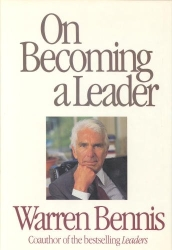 On
Becoming
a Leader
Warren Bennis
Coauthor of the bestselling Leaders